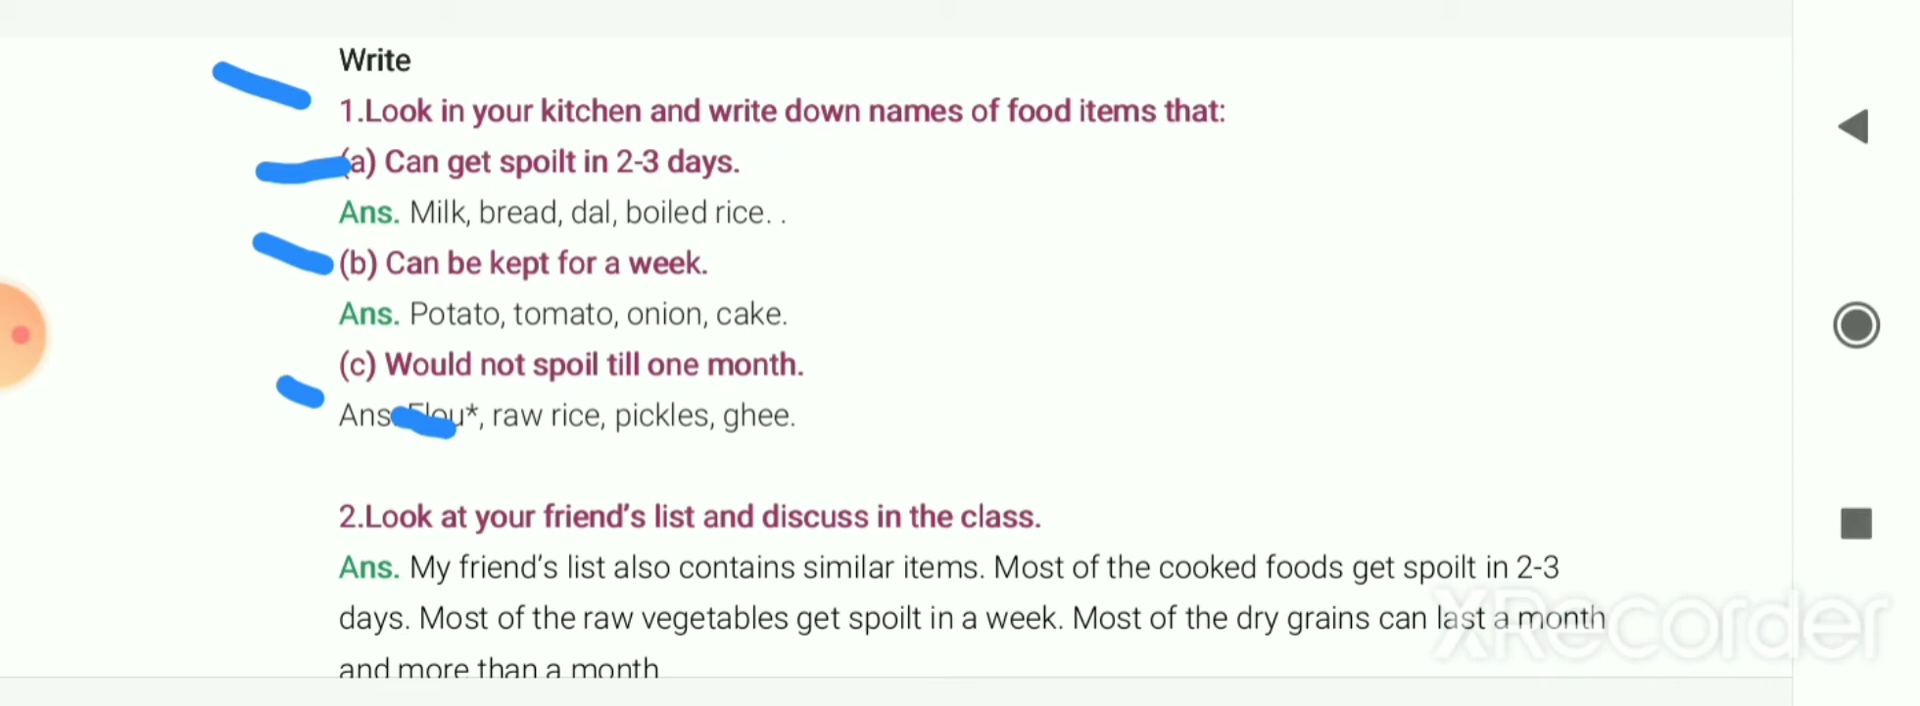 Write
1.Look in your kitchen and write down names of food items that:
(a) Can get spoilt in 2-3 days.
Ans. Milk, bread, dal, boiled rice. .
(b) Can be kept for a week.
Ans. Potato, tomato, onion, cake.
(c) Would not spoil till one month.
Ans. Flou*, raw rice, pickles, ghee.
2.Look at your friend's list and discuss in the class.
Ans. My friend's list also contains similar items. Most of the cooked foods get spoilt in 2-3
days. Most of the raw vegetables get spoilt in a week. Most of the dry grains can last a month
and more than a month
XRecorder